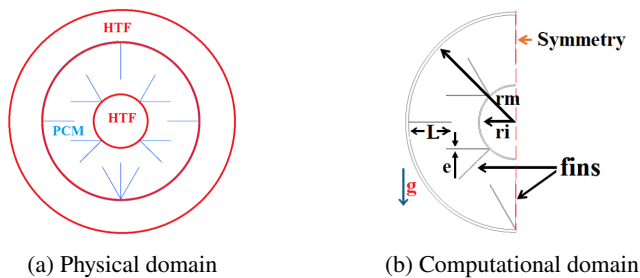 HTF
HTF
PCM
(a) Physical domain
Symmetry
rm
ri
L
e
fins
g
(b) Computational domain